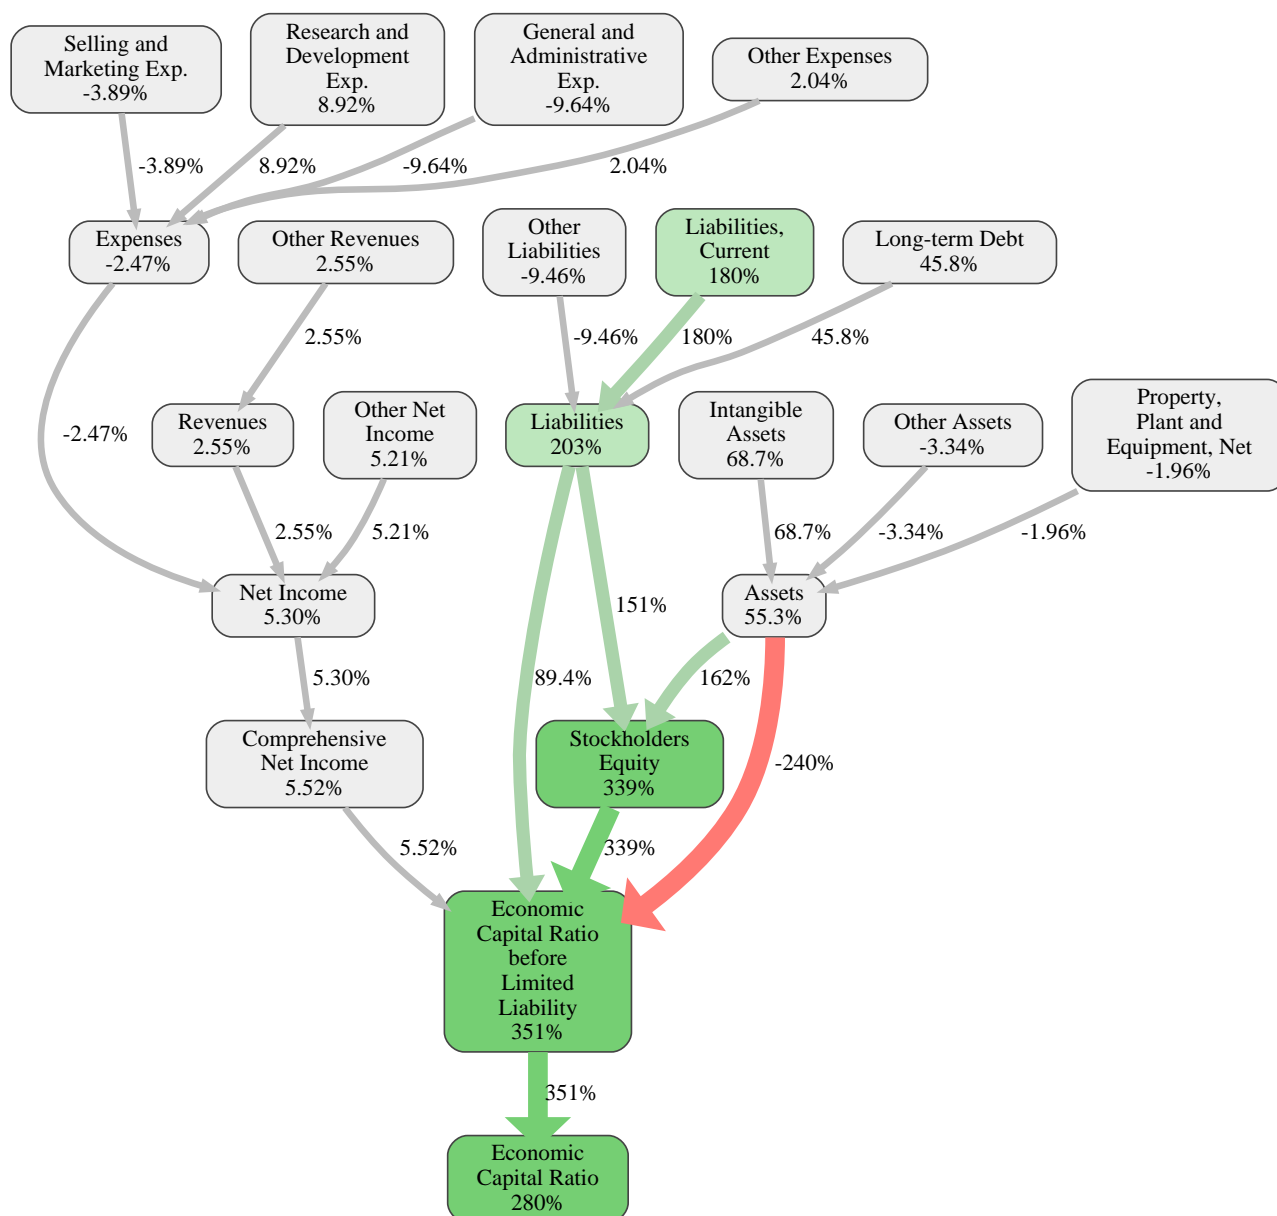 Selling and
Marketing Exp.
-3.89%
Research and
Development
Exp.
8.92%
General and
Administrative
Exp.
-9.64%
Other Expenses
2.04%
-3.89%
8.92%
-9.64%
2.04%
Expenses
-2.47%
Other Revenues
2.55%
Other
Liabilities
-9.46%
Liabilities,
Current
180%
Long-term Debt
45.8%
2.55%
-9.46%
180%
45.8%
-2.47%
Revenues
2.55%
Other Net
Income
5.21%
Liabilities
203%
Intangible
Assets
68.7%
Other Assets
-3.34%
Property,
Plant and
Equipment, Net
-1.96%
2.55%
5.21%
68.7%
-3.34%
-1.96%
Net Income
5.30%
151%
Assets
55.3%
5.30%
89.4%
162%
Comprehensive
Net Income
5.52%
Stockholders
Equity
339%
-240%
5.52%
339%
Economic
Capital Ratio
before
Limited
Liability
351%
351%
Economic
Capital Ratio
280%